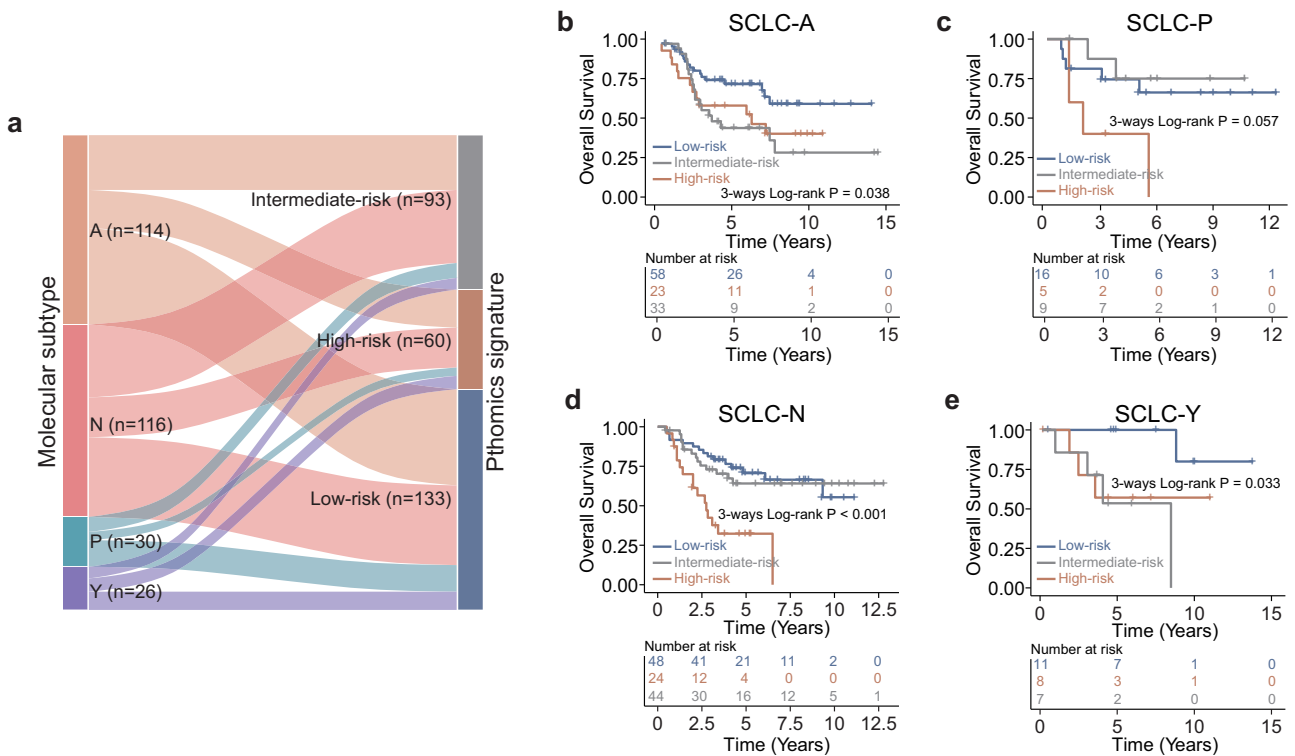 a
Molecular subtype
A (n=114)
N (n=116)
P (n=30)
Y (n=26)
Intermediate-risk (n=93)
High-risk (n=60)
Low-risk (n=133)
Pthomics signature
b
SCLC-A
Overall Survival
1.00
0.75
0.50
0.25
0.00
Low-risk
Intermediate-risk
High-risk
3-ways Log-rank P = 0.038
0 5 10 15
Time (Years)
Number at risk
58 26 4 0
23 11 1 0
33 9 2 0
0 5 10 15
Time (Years)
c
SCLC-P
Overall Survival
1.00
0.75
0.50
0.25
0.00
3-ways Log-rank P = 0.057
Low-risk
Intermediate-risk
High-risk
0 3 6 9 12
Time (Years)
Number at risk
16 10 6 3 1
5 2 0 0 0
9 7 2 1 0
0 3 6 9 12
Time (Years)
d
SCLC-N
Overall Survival
1.00
0.75
0.50
0.25
0.00
3-ways Log-rank P < 0.001
Low-risk
Intermediate-risk
High-risk
0 2.5 5 7.5 10 12.5
Time (Years)
Number at risk
48 41 21 11 2 0
24 12 4 0 0 0
44 30 16 12 5 1
0 2.5 5 7.5 10 12.5
Time (Years)
e
SCLC-Y
Overall Survival
1.00
0.75
0.50
0.25
0.00
3-ways Log-rank P = 0.033
Low-risk
Intermediate-risk
High-risk
0 5 10 15
Time (Years)
Number at risk
11 7 1 0
8 3 1 0
7 2 0 0
0 5 10 15
Time (Years)